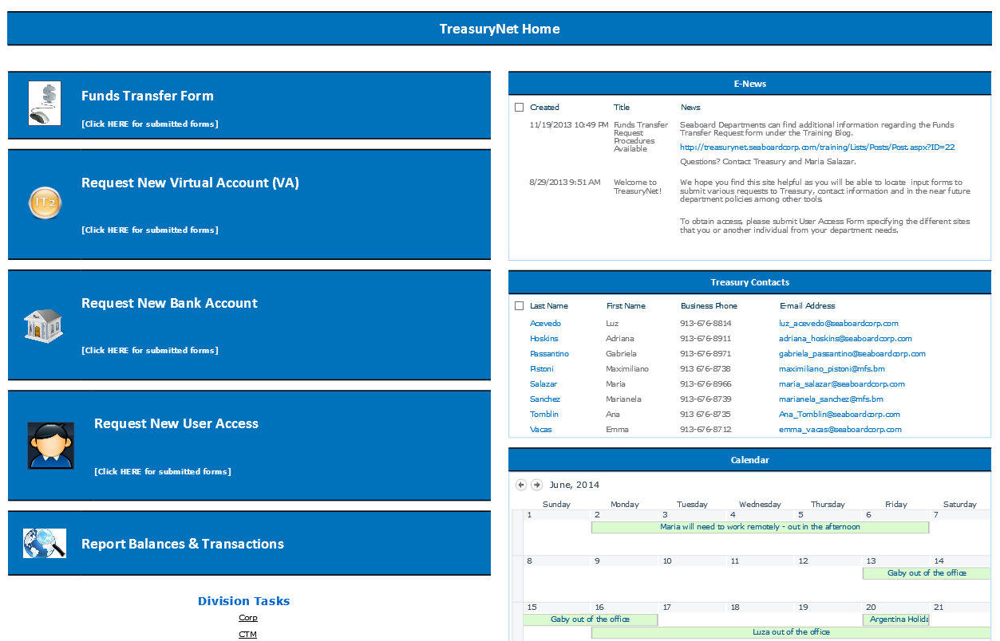 TreasuryNet Home
Funds Transfer Form
[Click HERE for submitted forms]
Request New Virtual Account (VA)
IT2
[Click HERE for submitted forms]
Request New Bank Account
[Click HERE for submitted forms]
Request New User Access
[Click HERE for submitted forms]
Report Balances & Transactions
Division Tasks
Corp
CTM
E-News
Created Title News
11/19/2013 10:49 PM Funds Transfer Seaboard Departments can find additional information regarding the Funds
Request Transfer Request form under the Training Blog.
Procedures
Available http://treasurynet.seaboardcorp.com/training/Lists/Posts/Post.aspx?ID=22
Questions? Contact Treasury and Maria Salazar.
8/29/2013 9:51 AM Welcome to We hope you find this site helpful as you will be able to locate input forms to
TreasuryNet! submit various requests to Treasury, contact information and in the near future
department policies among other tools.
To obtain access, please submit User Access Form specifying the different sites
that you or another individual from your department needs.
Treasury Contacts
Last Name First Name Business Phone E-mail Address
Acevedo Luz 913-676-8814 luz_acevedo@seaboardcorp.com
Hoskins Adriana 913-676-8911 adriana_hoskins@seaboardcorp.com
Passantino Gabriela 913-676-8971 gabriela_passantino@seaboardcorp.com
Pistoni Maximiliano 913 676-8738 maximiliano_pistoni@mfs.bm
Salazar Maria 913-676-8966 maria_salazar@seaboardcorp.com
Sanchez Marianela 913-676-8739 marianela_sanchez@mfs.bm
Tomblin Ana 913 676-8735 Ana_Tomblin@seaboardcorp.com
Vacas Emma 913-676-8712 emma_vacas@seaboardcorp.com
Calendar
June, 2014
Sunday Monday Tuesday Wednesday Thursday Friday Saturday
1 2 3 4 5 6 7
Maria will need to work remotely - out in the afternoon
8 9 10 11 12 13 14
Gaby out of the office
15 16 17 18 19 20 21
Gaby out of the office Argentina Holida
Luza out of the office